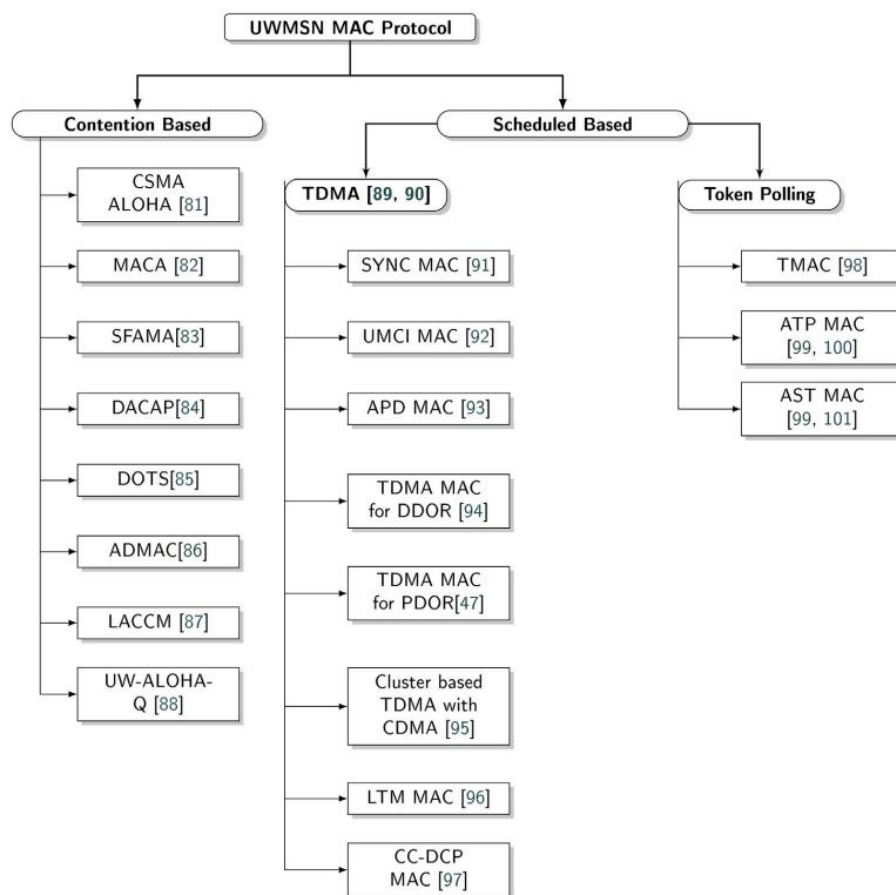 UWMSN MAC Protocol
Contention Based
Scheduled Based
CSMA
ALOHA [81]
MACA [82]
SFAMA[83]
DACAP[84]
DOTS[85]
ADMAC[86]
LACCM [87]
UW-ALOHA-
Q [88]
TDMA [89, 90]
SYNC MAC [91]
UMCI MAC [92]
APD MAC [93]
TDMA MAC
for DDOR [94]
TDMA MAC
for PDOR[47]
Cluster based
TDMA with
CDMA [95]
LTM MAC [96]
CC-DCP
MAC [97]
Token Polling
TMAC [98]
ATP MAC
[99, 100]
AST MAC
[99, 101]